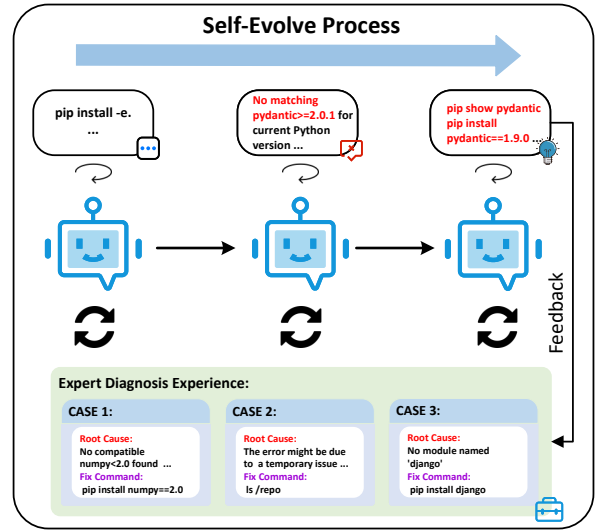 Self-Evolve Process
pip install -e.
...
No matching
pydantic>=2.0.1 for
current Python
version ...
pip show pydantic
pip install
pydantic==1.9.0 ...
Feedback
Expert Diagnosis Experience:
CASE 1:
Root Cause:
No compatible
numpy<2.0 found ...
Fix Command:
pip install numpy==2.0
CASE 2:
Root Cause:
The error might be due
to a temporary issue ...
Fix Command:
ls /repo
CASE 3:
Root Cause:
No module named
'django'
Fix Command:
pip install django